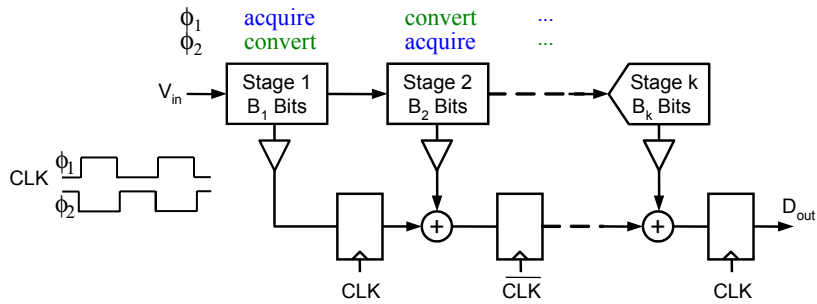 ϕ1 acquire convert ...
ϕ2 convert acquire ...
Vin
Stage 1
B1 Bits
Stage 2
B2 Bits
Stage k
Bk Bits
CLK
ϕ1
ϕ2
+
+
Dout
CLK
C̅L̅K̅
CLK